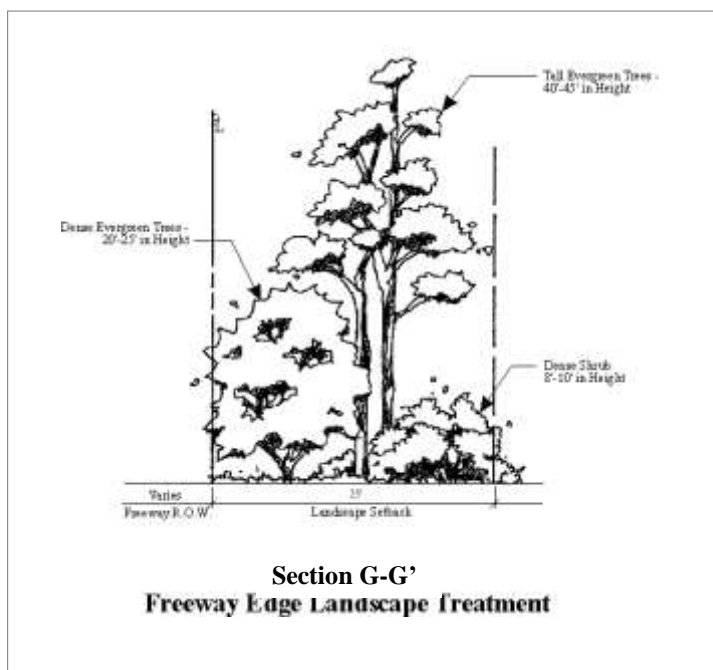 Tall Evergreen Trees -
40'-45' in Height
Dense Evergreen Trees -
20'-25' in Height
Dense Shrub
8'-10' in Height
Varies
25'
Freeway R.O.W.
Landscape Setback
Section G-G’
Freeway Edge Landscape Treatment